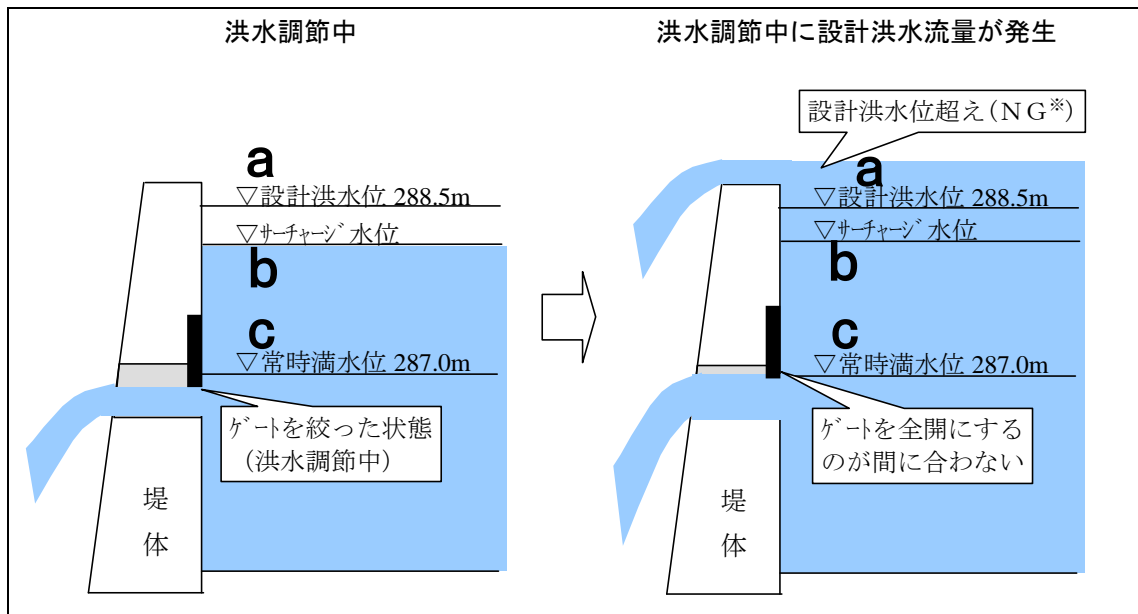 洪水調節中
a
▽設計洪水位 288.5m
▽ｻｰﾁｬｰｼﾞ水位
b
c
▽常時満水位 287.0m
ｹﾞｰﾄを絞った状態
（洪水調節中）
堤
体
洪水調節中に設計洪水流量が発生
設計洪水位超え（ＮＧ※）
a
▽設計洪水位 288.5m
▽ｻｰﾁｬｰｼﾞ水位
b
c
▽常時満水位 287.0m
ｹﾞｰﾄを全開にする
のが間に合わない
堤
体